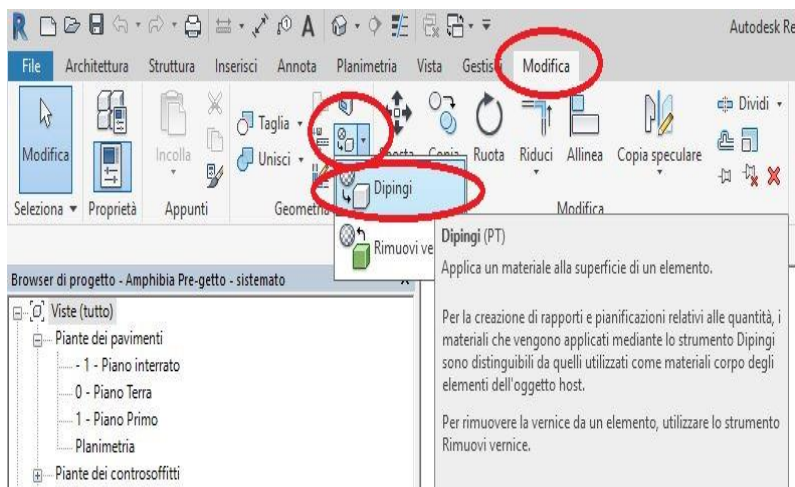 Autodesk Re
File Architettura Struttura Inserisci Annota Planimetria Vista Gestisci Modifica
Taglia
Dividi
Modifica
Incolla
Unisci
Copia Ruota Riduci Allinea Copia speculare
Seleziona Proprietà Appunti Geometria Modifica
Dipingi
Rimuovi ve
Dipingi (PT)
Applica un materiale alla superficie di un elemento.
Per la creazione di rapporti e pianificazioni relativi alle quantità, i
materiali che vengono applicati mediante lo strumento Dipingi
sono distinguibili da quelli utilizzati come materiali corpo degli
elementi dell'oggetto host.
Per rimuovere la vernice da un elemento, utilizzare lo strumento
Rimuovi vernice.
Browser di progetto - Amphibia Pre-getto - sistemato
Viste (tutto)
Piante dei pavimenti
- 1 - Piano interrato
0 - Piano Terra
1 - Piano Primo
Planimetria
Piante dei controsoffitti